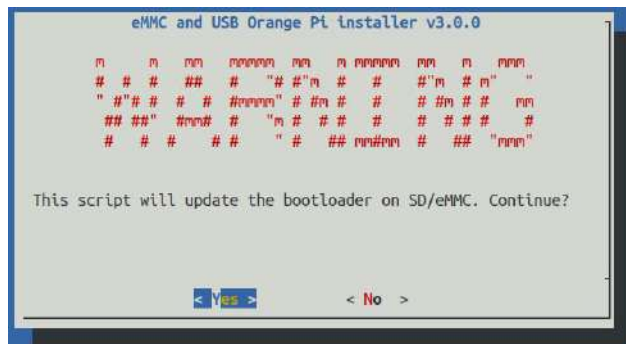 eMMC and USB Orange Pi installer v3.0.0
WARNING
This script will update the bootloader on SD/eMMC. Continue?
< Yes >  < No >